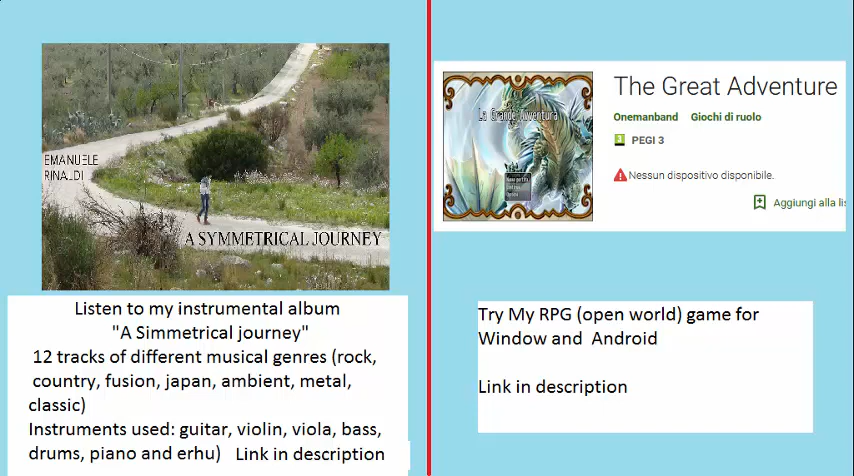 EMANUELE
RINALDI
A SYMMETRICAL JOURNEY
Listen to my instrumental album
"A Simmetrical journey"
12 tracks of different musical genres (rock,
country, fusion, japan, ambient, metal,
classic)
Instruments used: guitar, violin, viola, bass,
drums, piano and erhu) Link in description
La Grande Avventura
The Great Adventure
Onemanband Giochi di ruolo
3 PEGI 3
Nessun dispositivo disponibile.
Aggiungi alla lis
Try My RPG (open world) game for
Window and Android
Link in description